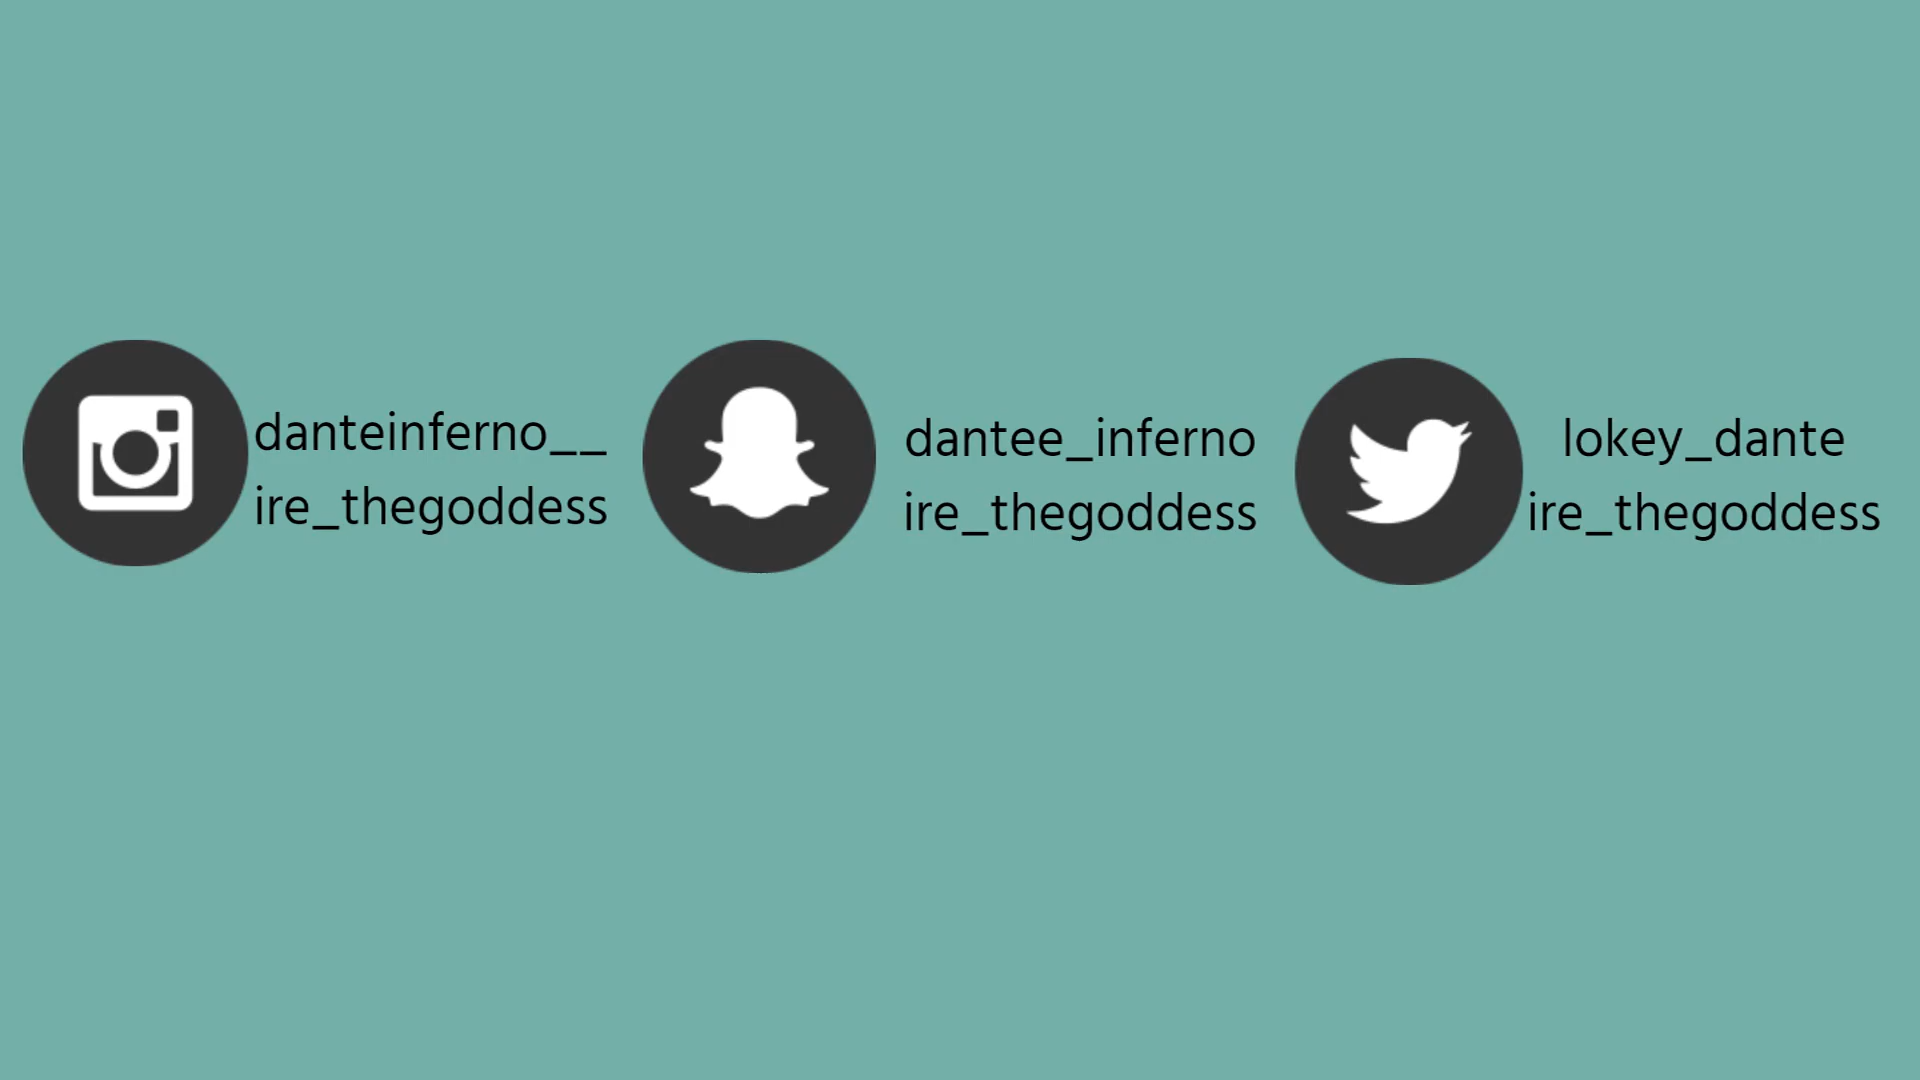 danteinferno__
ire_thegoddess
dantee_inferno
ire_thegoddess
lokey_dante
ire_thegoddess